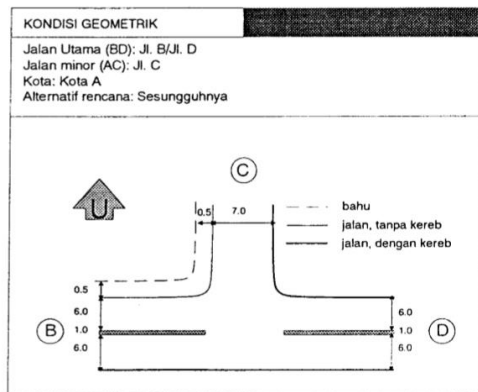 KONDISI GEOMETRIK
Jalan Utama (BD): Jl. B/Jl. D
Jalan minor (AC): Jl. C
Kota: Kota A
Alternatif rencana: Sesungguhnya
C
U
0.5 7.0
bahu
jalan, tanpa kereb
jalan, dengan kereb
0.5
6.0
1.0
6.0
B
6.0
1.0
6.0
D